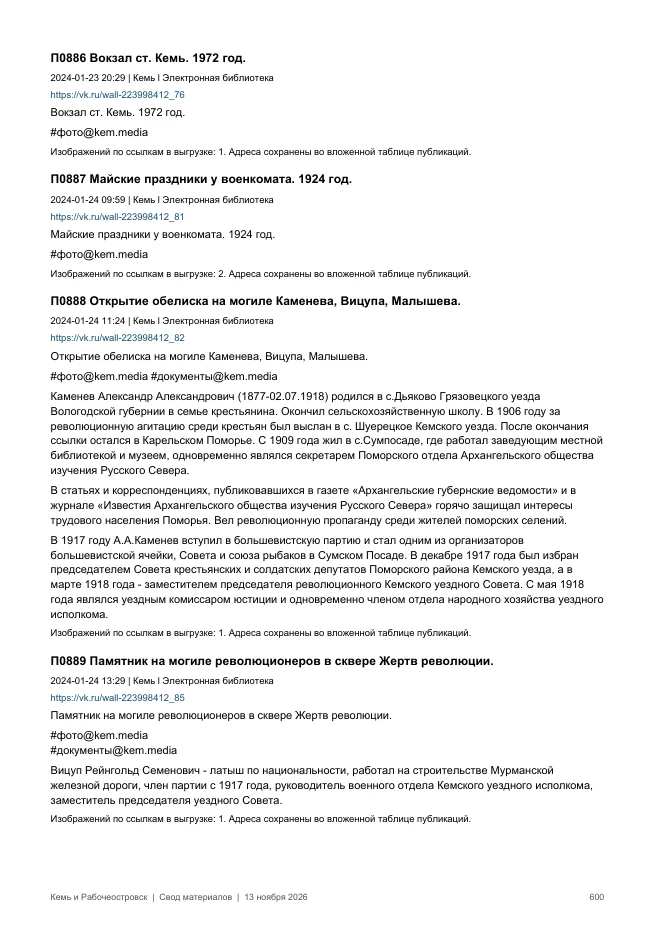 П0886 Вокзал ст. Кемь. 1972 год.
2024-01-23 20:29 | Кемь I Электронная библиотека
https://vk.ru/wall-223998412_76
Вокзал ст. Кемь. 1972 год.
#фото@kem.media
Изображений по ссылкам в выгрузке: 1. Адреса сохранены во вложенной таблице публикаций.
П0887 Майские праздники у военкомата. 1924 год.
2024-01-24 09:59 | Кемь I Электронная библиотека
https://vk.ru/wall-223998412_81
Майские праздники у военкомата. 1924 год.
#фото@kem.media
Изображений по ссылкам в выгрузке: 2. Адреса сохранены во вложенной таблице публикаций.
П0888 Открытие обелиска на могиле Каменева, Вицупа, Малышева.
2024-01-24 11:24 | Кемь I Электронная библиотека
https://vk.ru/wall-223998412_82
Открытие обелиска на могиле Каменева, Вицупа, Малышева.
#фото@kem.media #документы@kem.media
Каменев Александр Александрович (1877-02.07.1918) родился в с.Дьяково Грязовецкого уезда
Вологодской губернии в семье крестьянина. Окончил сельскохозяйственную школу. В 1906 году за
революционную агитацию среди крестьян был выслан в с. Шуерецкое Кемского уезда. После окончания
ссылки остался в Карельском Поморье. С 1909 года жил в с.Сумпосаде, где работал заведующим местной
библиотекой и музеем, одновременно являлся секретарем Поморского отдела Архангельского общества
изучения Русского Севера.
В статьях и корреспонденциях, публиковавшихся в газете «Архангельские губернские ведомости» и в
журнале «Известия Архангельского общества изучения Русского Севера» горячо защищал интересы
трудового населения Поморья. Вел революционную пропаганду среди жителей поморских селений.
В 1917 году А.А.Каменев вступил в большевистскую партию и стал одним из организаторов
большевистской ячейки, Совета и союза рыбаков в Сумском Посаде. В декабре 1917 года был избран
председателем Совета крестьянских и солдатских депутатов Поморского района Кемского уезда, а в
марте 1918 года - заместителем председателя революционного Кемского уездного Совета. С мая 1918
года являлся уездным комиссаром юстиции и одновременно членом отдела народного хозяйства уездного
исполкома.
Изображений по ссылкам в выгрузке: 1. Адреса сохранены во вложенной таблице публикаций.
П0889 Памятник на могиле революционеров в сквере Жертв революции.
2024-01-24 13:29 | Кемь I Электронная библиотека
https://vk.ru/wall-223998412_85
Памятник на могиле революционеров в сквере Жертв революции.
#фото@kem.media
#документы@kem.media
Вицуп Рейнгольд Семенович - латыш по национальности, работал на строительстве Мурманской
железной дороги, член партии с 1917 года, руководитель военного отдела Кемского уездного исполкома,
заместитель председателя уездного Совета.
Изображений по ссылкам в выгрузке: 1. Адреса сохранены во вложенной таблице публикаций.
Кемь и Рабочеостровск | Свод материалов | 13 ноября 2026 600